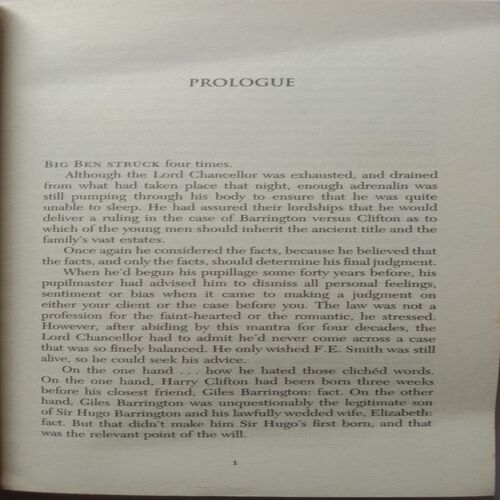 PROLOGUE
BIG BEN STRUCK four times.
Although the Lord Chancellor was exhausted, and drained
from what had taken place that night, enough adrenalin was
still pumping through his body to ensure that he was quite
unable to sleep. He had assured their lordships that he would
deliver a ruling in the case of Barrington versus Clifton as to
which of the young men should inherit the ancient title and the
family's vast estates.
Once again he considered the facts, because he believed that
the facts, and only the facts, should determine his final judgment.
When he'd begun his pupillage some forty years before, his
pupilmaster had advised him to dismiss all personal feelings,
sentiment or bias when it came to making a judgment on
either your client or the case before you. The law was not a
profession for the faint-hearted or the romantic, he stressed.
However, after abiding by this mantra for four decades, the
Lord Chancellor had to admit he'd never come across a case
that was so finely balanced. He only wished F.E. Smith was still
alive, so he could seek his advice.
On the one hand . . . how he hated those clichéd words.
On the one hand, Harry Clifton had been born three weeks
before his closest friend, Giles Barrington: fact. On the other
hand, Giles Barrington was unquestionably the legitimate son
of Sir Hugo Barrington and his lawfully wedded wife, Elizabeth:
fact. But that didn't make him Sir Hugo's first born, and that
was the relevant point of the will.
1